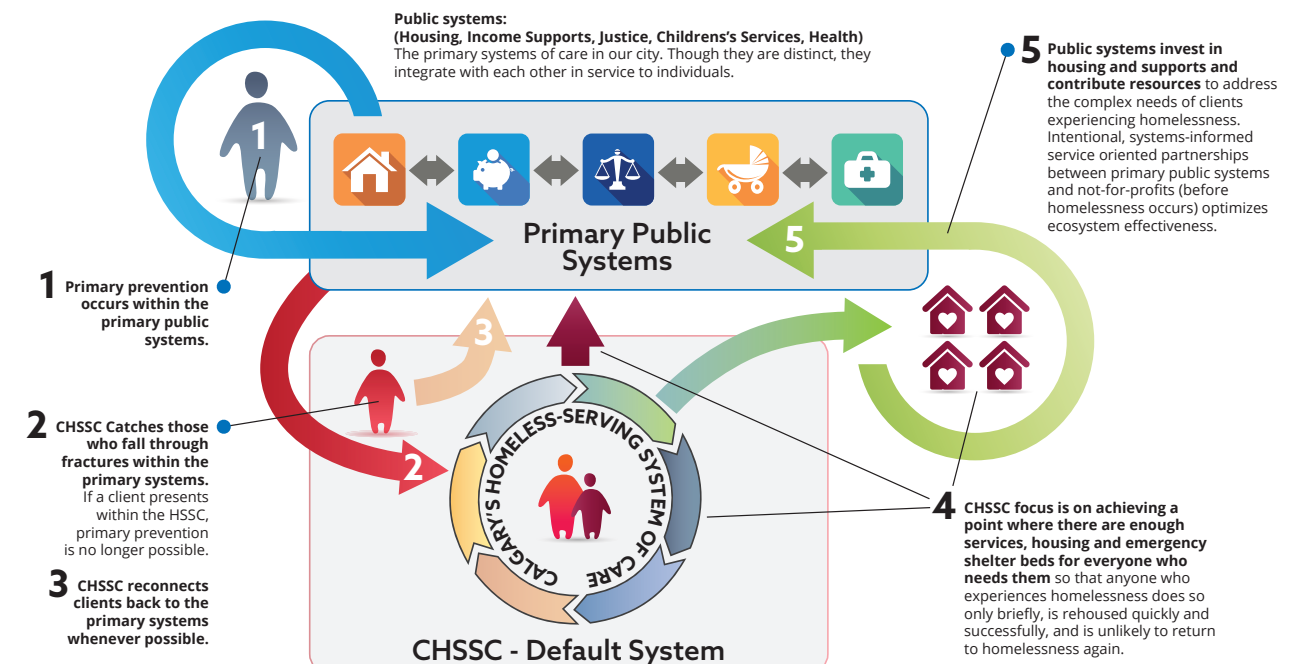 Public systems:
(Housing, Income Supports, Justice, Childrens's Services, Health)
The primary systems of care in our city. Though they are distinct, they
integrate with each other in service to individuals.
1
Primary Public
Systems
5
1 Primary prevention
occurs within the
primary public
systems.
2 CHSSC Catches those
who fall through
fractures within the
primary systems.
If a client presents
within the HSSC,
primary prevention
is no longer possible.
3 CHSSC reconnects
clients back to the
primary systems
whenever possible.
3
2
CALGARY'S HOMELESS-SERVING SYSTEM OF CARE
CHSSC - Default System
5 Public systems invest in
housing and supports and
contribute resources to address
the complex needs of clients
experiencing homelessness.
Intentional, systems-informed
service oriented partnerships
between primary public systems
and not-for-profits (before
homelessness occurs) optimizes
ecosystem effectiveness.
4 CHSSC focus is on achieving a
point where there are enough
services, housing and emergency
shelter beds for everyone who
needs them so that anyone who
experiences homelessness does so
only briefly, is rehoused quickly and
successfully, and is unlikely to return
to homelessness again.